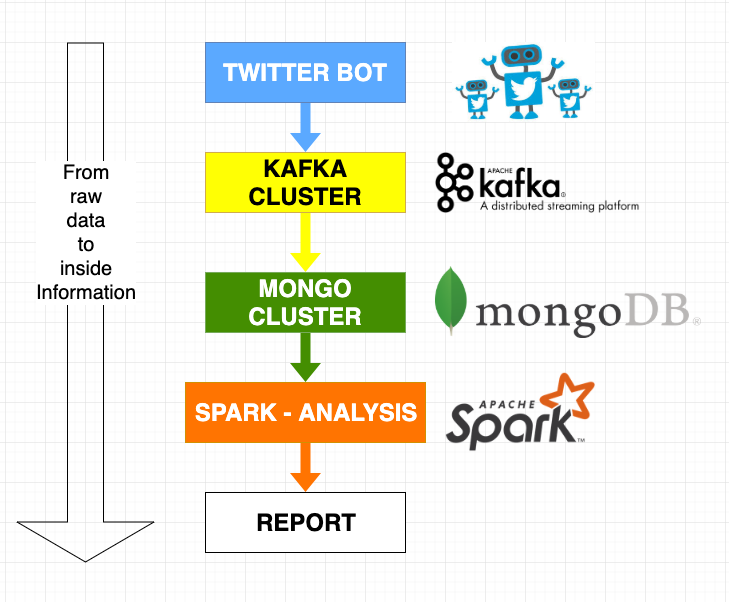 TWITTER BOT
KAFKA
CLUSTER
APACHE
kafka®
A distributed streaming platform
From
raw
data
to
inside
Information
MONGO
CLUSTER
mongoDB®
SPARK - ANALYSIS
APACHE
Spark™
REPORT